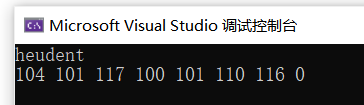 Microsoft Visual Studio 调试控制台
heudent
104 101 117 100 101 110 116 0